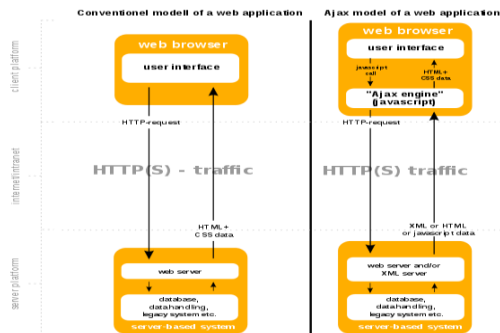 Conventionel modell of a web application
Ajax model of a web application
client platform
internet/intranet
server platform
web browser
user interface
HTTP-request
HTTP(S) - traffic
HTML+
CSS data
web server
database,
datahandling,
legacy system etc.
server-based system
web browser
user interface
javascript
call
HTML+
CSS data
"Ajax engine"
(javascript)
HTTP-request
HTTP(S) traffic
XML or HTML
or javascript data
web server and/or
XML server
database,
datahandling,
legacy system etc.
server-based system